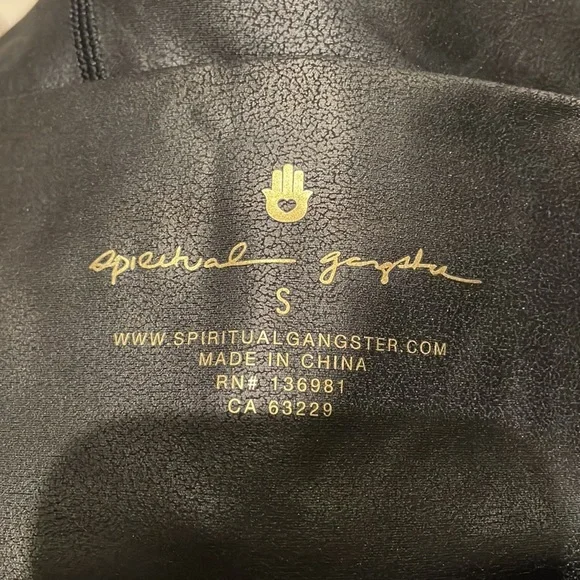 spiritual gangster
S
WWW.SPIRITUALGANGSTER.COM
MADE IN CHINA
RN# 136981
CA 63229